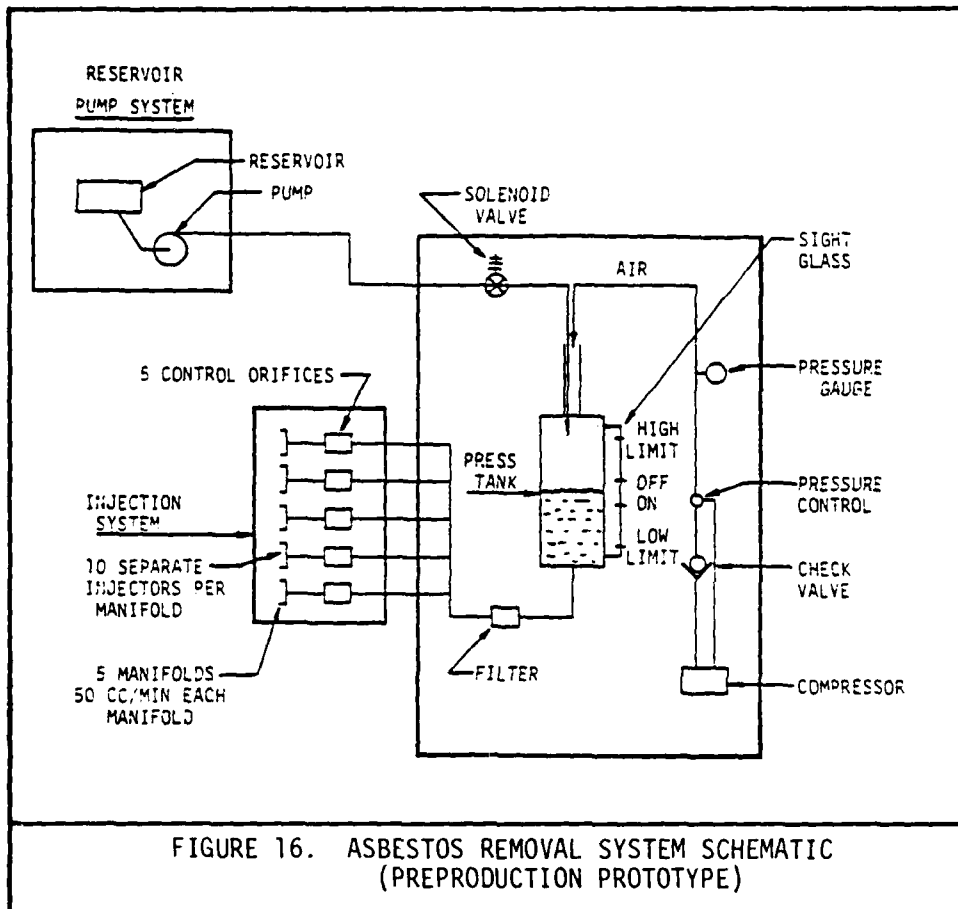 RESERVOIR
PUMP SYSTEM
RESERVOIR
PUMP
SOLENOID
VALVE
SIGHT
GLASS
AIR
5 CONTROL ORIFICES
PRESSURE
GAUGE
HIGH
LIMIT
PRESS
TANK
OFF
ON
PRESSURE
CONTROL
INJECTION
SYSTEM
LOW
LIMIT
10 SEPARATE
INJECTORS PER
MANIFOLD
CHECK
VALVE
5 MANIFOLDS
50 CC/MIN EACH
MANIFOLD
FILTER
COMPRESSOR
FIGURE 16. ASBESTOS REMOVAL SYSTEM SCHEMATIC
(PREPRODUCTION PROTOTYPE)